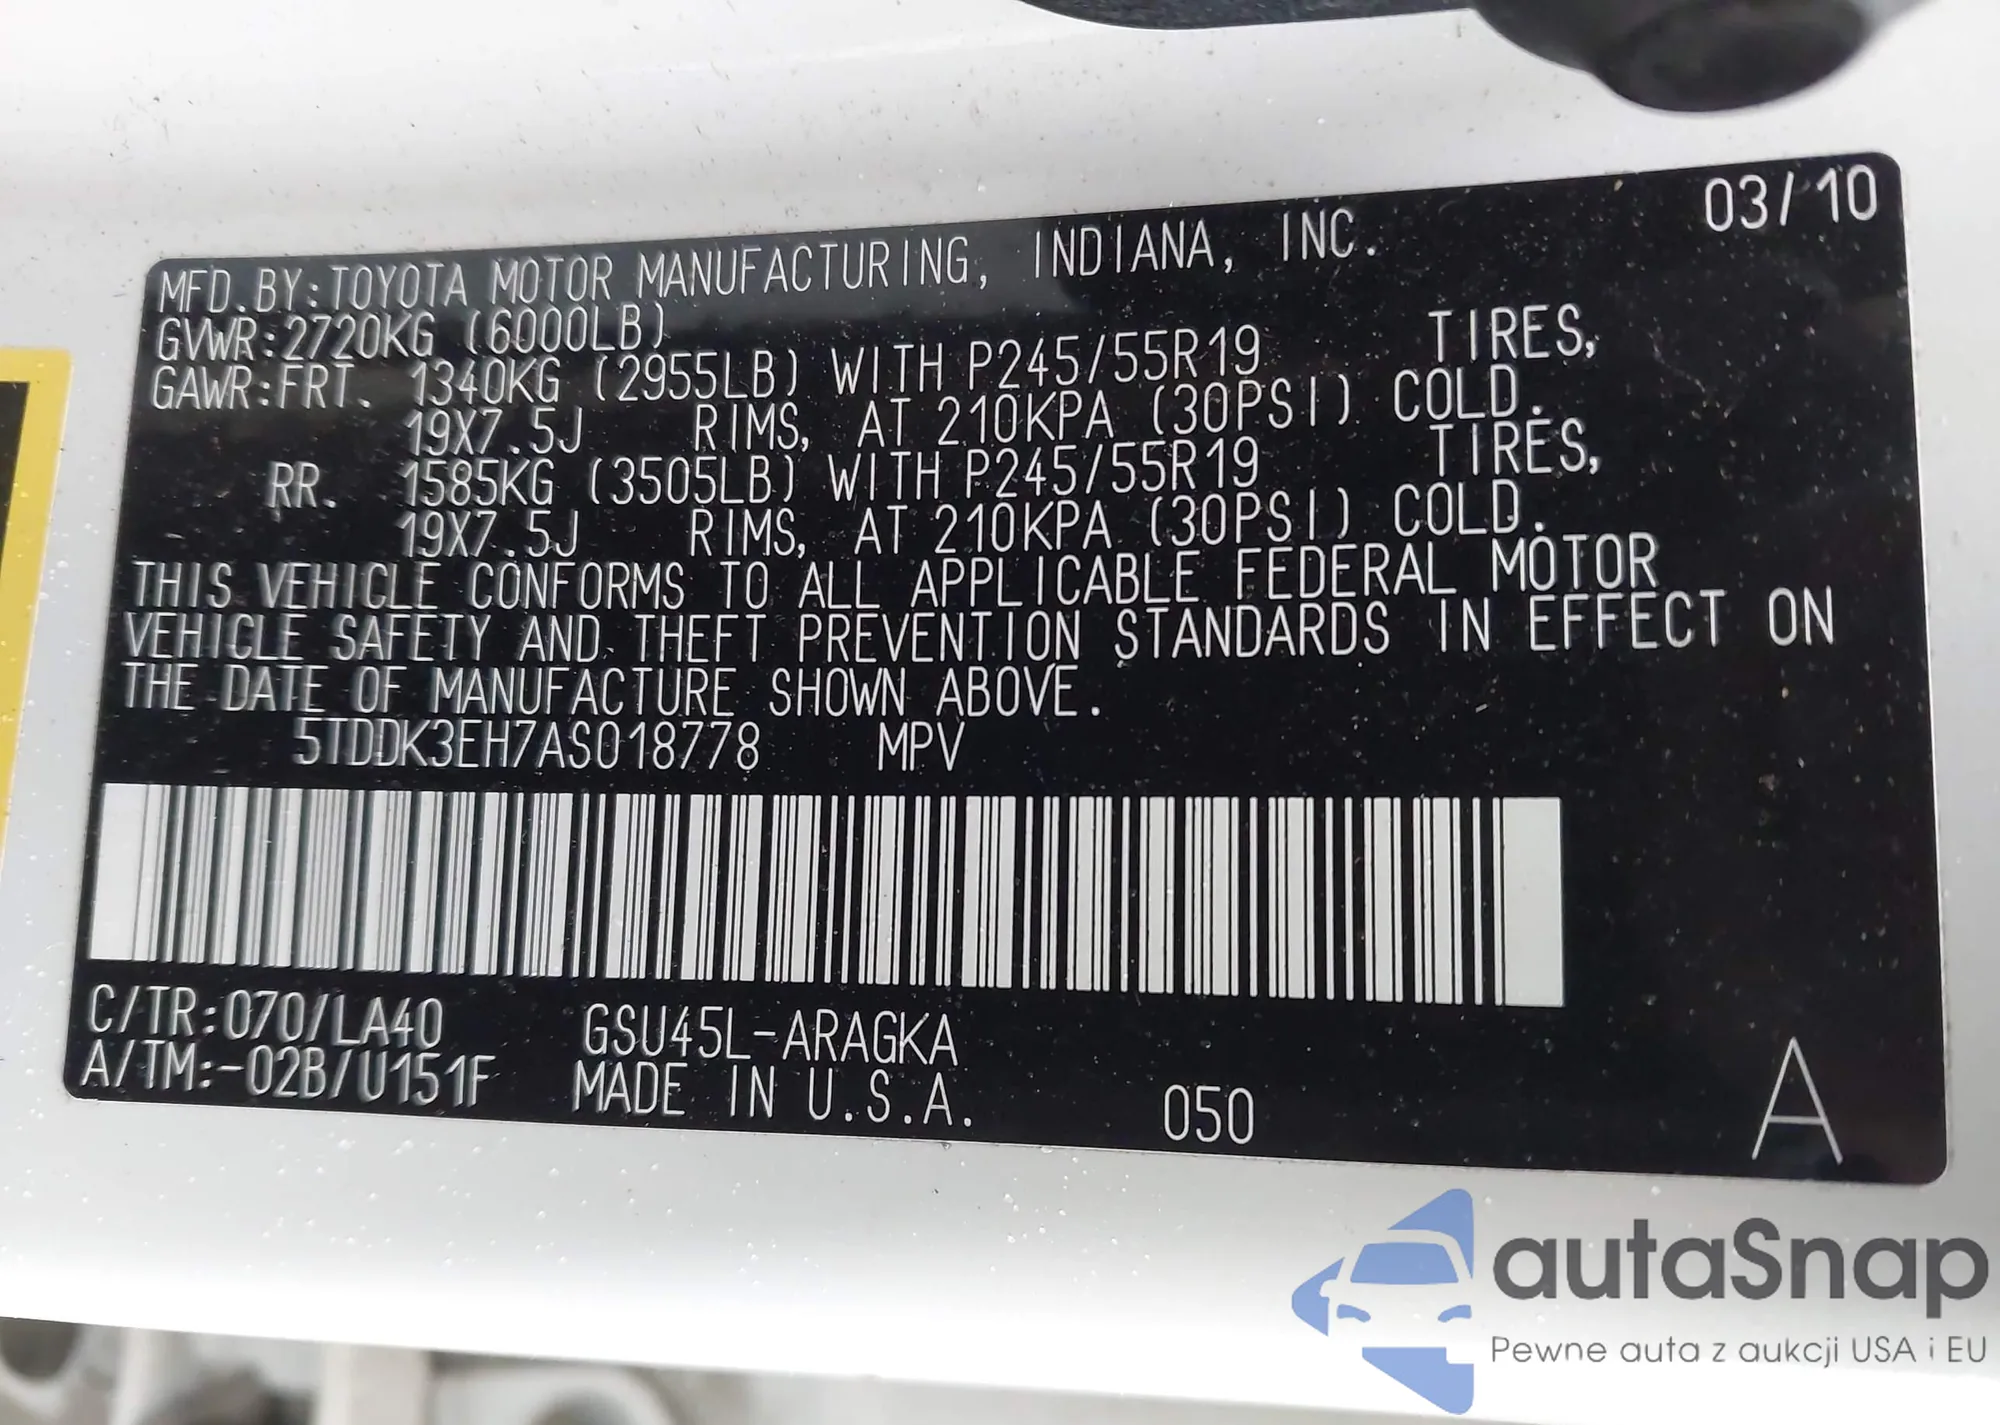 03/10
MFD.BY:TOYOTA MOTOR MANUFACTURING, INDIANA, INC.
GVWR:2720KG (6000LB)
GAWR:FRT. 1340KG (2955LB) WITH P245/55R19 TIRES,
19X7.5J RIMS, AT 210KPA (30PSI) COLD.
RR. 1585KG (3505LB) WITH P245/55R19 TIRES,
19X7.5J RIMS, AT 210KPA (30PSI) COLD.
THIS VEHICLE CONFORMS TO ALL APPLICABLE FEDERAL MOTOR
VEHICLE SAFETY AND THEFT PREVENTION STANDARDS IN EFFECT ON
THE DATE OF MANUFACTURE SHOWN ABOVE.
5TDDK3EH7AS018778 MPV
C/TR:070/LA40 GSU45L-ARAGKA
A/TM:-02B/U151F MADE IN U.S.A. 050 A
autaSnap
Pewne auta z aukcji USA i EU